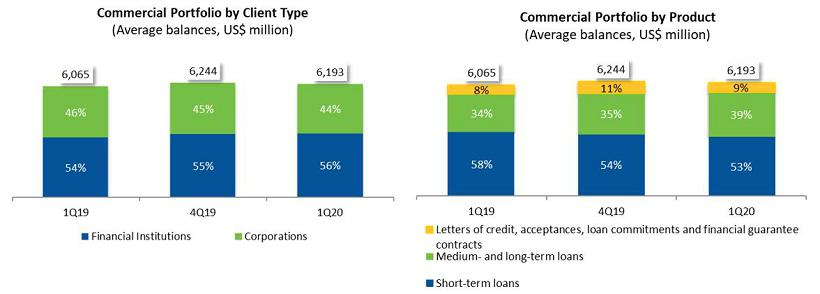 Commercial Portfolio by Client Type
(Average balances, US$ million)
6,065
6,244
6,193
46%
45%
44%
54%
55%
56%
1Q19
4Q19
1Q20
Financial Institutions
Corporations
Commercial Portfolio by Product
(Average balances, US$ million)
6,065
6,244
6,193
8%
11%
9%
34%
35%
39%
58%
54%
53%
1Q19
4Q19
1Q20
Letters of credit, acceptances, loan commitments and financial guarantee
contracts
Medium- and long-term loans
Short-term loans